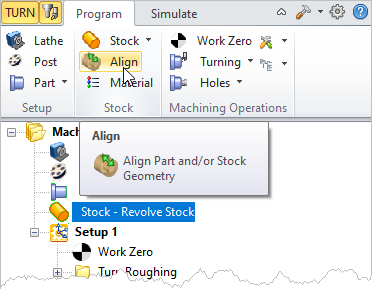 TURN Program Simulate
Lathe Stock Work Zero
Post Align Turning
Part Material Holes
Setup Stock Machining Operations
Mach
Align
Align Part and/or Stock
Geometry
Stock - Revolve Stock
Setup 1
Work Zero
Turn Roughing